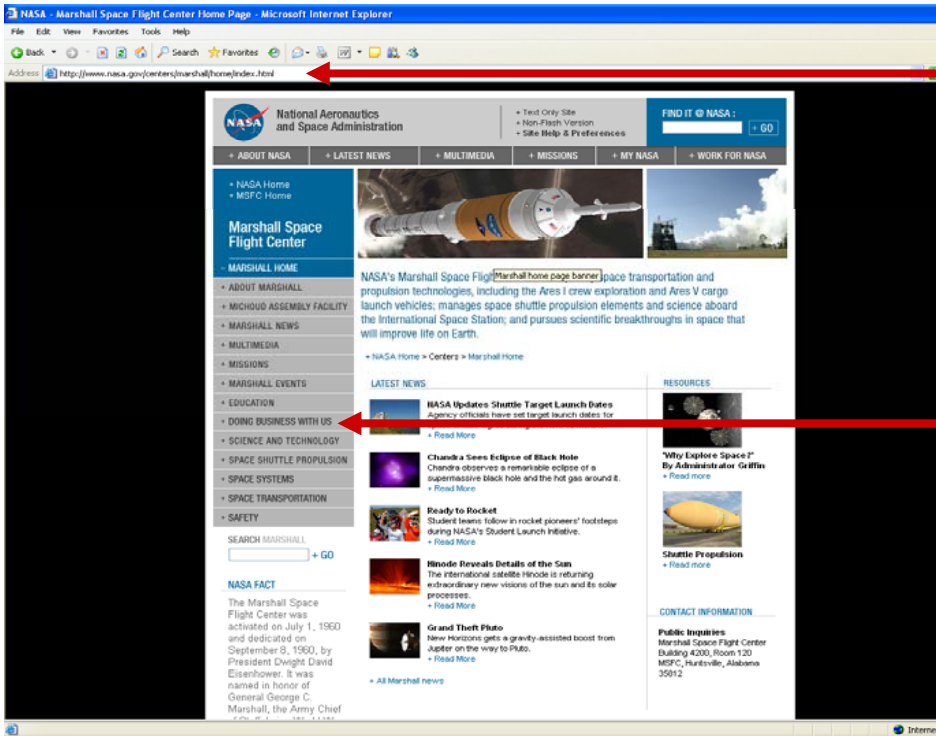 NASA - Marshall Space Flight Center Home Page - Microsoft Internet Explorer
File Edit View Favorites Tools Help
Back Search Favorites
Address http://www.nasa.gov/centers/marshall/home/index.html
NASA
National Aeronautics
and Space Administration
+ Text Only Site
+ Non-Flash Version
+ Site Help & Preferences
FIND IT @ NASA :
+ GO
+ ABOUT NASA + LATEST NEWS + MULTIMEDIA + MISSIONS + MY NASA + WORK FOR NASA
+ NASA Home
+ MSFC Home
Marshall Space
Flight Center
– MARSHALL HOME
+ ABOUT MARSHALL
+ MICHOUD ASSEMBLY FACILITY
+ MARSHALL NEWS
+ MULTIMEDIA
+ MISSIONS
+ MARSHALL EVENTS
+ EDUCATION
+ DOING BUSINESS WITH US
+ SCIENCE AND TECHNOLOGY
+ SPACE SHUTTLE PROPULSION
+ SPACE SYSTEMS
+ SPACE TRANSPORTATION
+ SAFETY
SEARCH MARSHALL
+ GO
NASA FACT
The Marshall Space
Flight Center was
activated on July 1, 1960
and dedicated on
September 8, 1960, by
President Dwight David
Eisenhower. It was
named in honor of
General George C.
Marshall, the Army Chief
Marshall home page banner
NASA's Marshall Space space transportation and
propulsion technologies, including the Ares I crew exploration and Ares V cargo
launch vehicles; manages space shuttle propulsion elements and science aboard
the International Space Station; and pursues scientific breakthroughs in space that
will improve life on Earth.
+ NASA Home > Centers > Marshall Home
LATEST NEWS
NASA Updates Shuttle Target Launch Dates
Agency officials have set target launch dates for
+ Read More
Chandra Sees Eclipse of Black Hole
Chandra observes a remarkable eclipse of a
supermassive black hole and the hot gas around it.
+ Read More
Ready to Rocket
Student teams follow in rocket pioneers' footsteps
during NASA's Student Launch Initiative.
+ Read More
Hinode Reveals Details of the Sun
The international satellite Hinode is returning
extraordinary new visions of the sun and its solar
processes.
+ Read More
Grand Theft Pluto
New Horizons gets a gravity-assisted boost from
Jupiter on the way to Pluto.
+ Read More
+ All Marshall news
RESOURCES
"Why Explore Space?"
By Administrator Griffin
+ Read more
Shuttle Propulsion
+ Read more
CONTACT INFORMATION
Public Inquiries
Marshall Space Flight Center
Building 4200, Room 120
MSFC, Huntsville, Alabama
35812
Interne